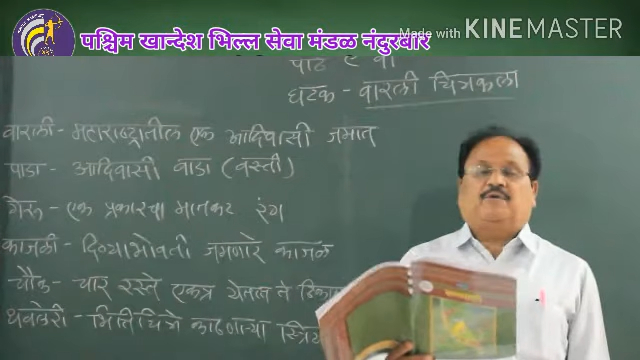 Made with KINEMASTER
पश्चिम खान्देश भिल्ल सेवा मंडळ नंदुरबार
पाठ ९ वा
घटक - वारली चित्रकला
वारली - महाराष्ट्रातील एक आदिवासी जमात
पाडा - आदिवासी वाडा (वस्ती)
गेरू - एक प्रकारचा मातकट रंग
काजळी - दिव्याभोवती जमणारे काजळ
चौक - चार रस्ते एकत्र येतात ते
धवलेरी - भित्तिचित्रे काढणाऱ्या